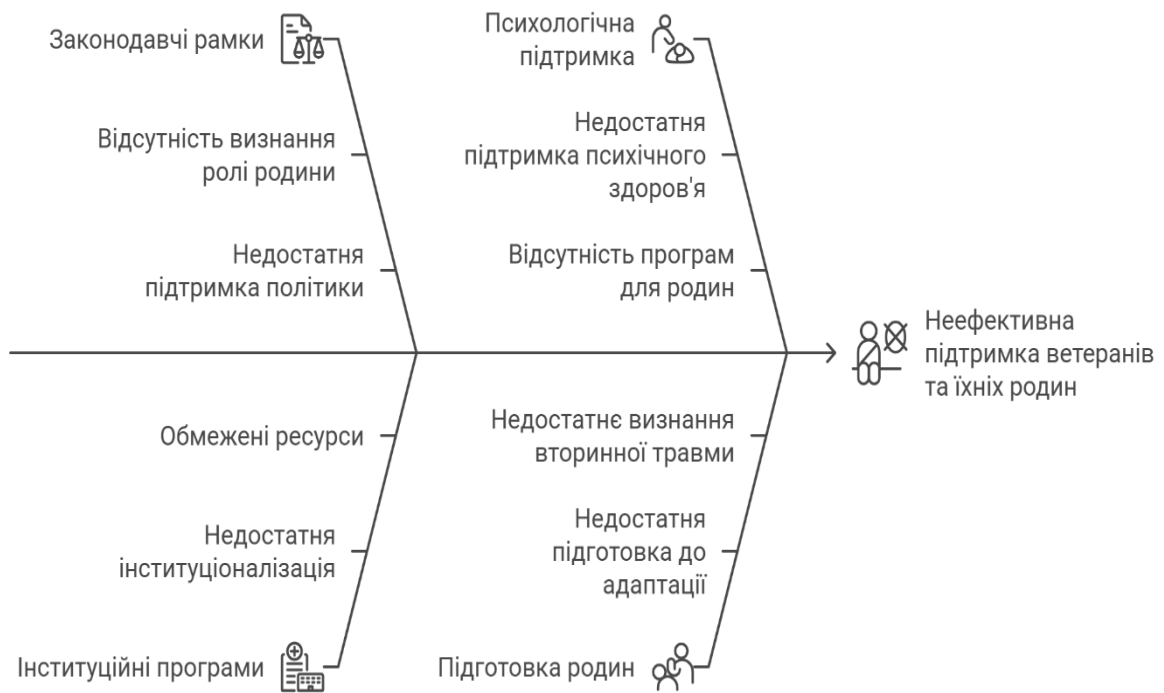 Законодавчі рамки
Відсутність визнання
ролі родини
Недостатня
підтримка політики
Психологічна
підтримка
Недостатня
підтримка психічного
здоров'я
Відсутність програм
для родин
Неефективна
підтримка ветеранів
та їхніх родин
Обмежені ресурси
Недостатня
інституціоналізація
Інституційні програми
Недостатнє визнання
вторинної травми
Недостатня
підготовка до
адаптації
Підготовка родин